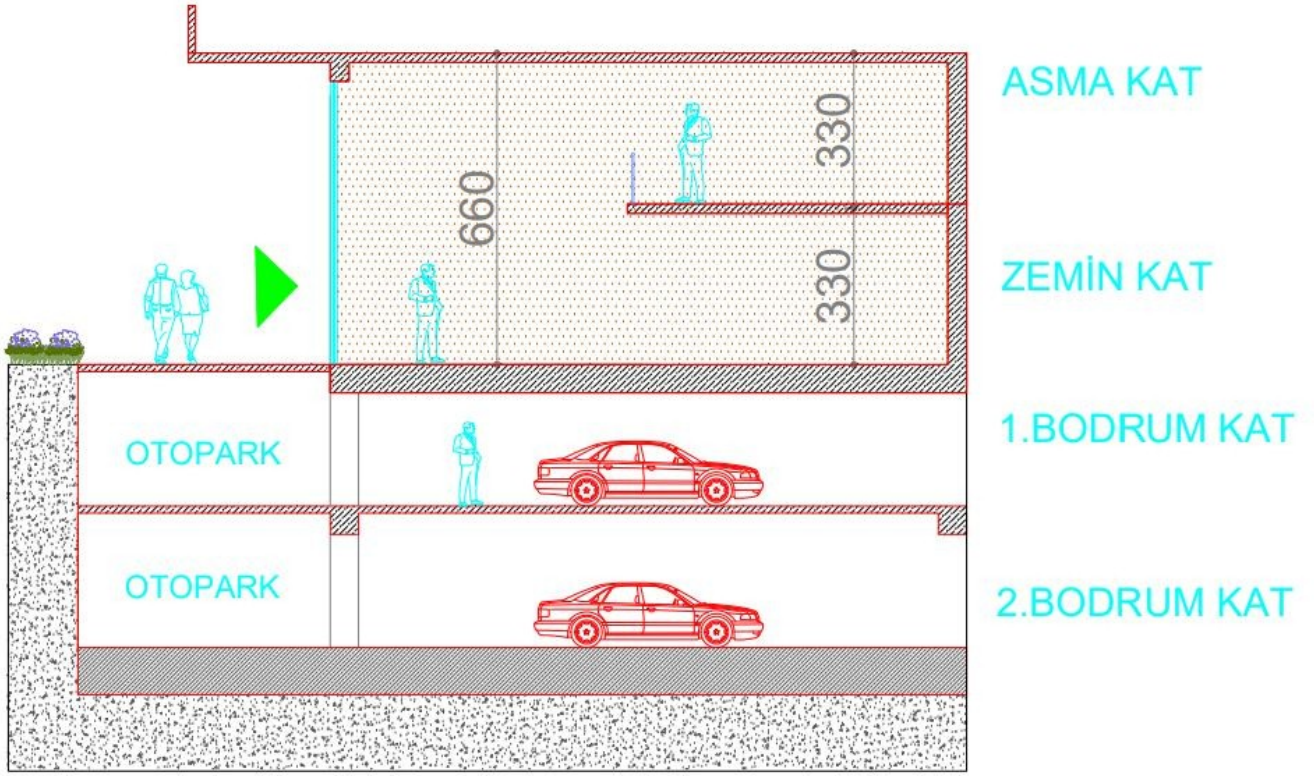 ASMA KAT
330
660
ZEMİN KAT
330
1.BODRUM KAT
OTOPARK
OTOPARK
2.BODRUM KAT